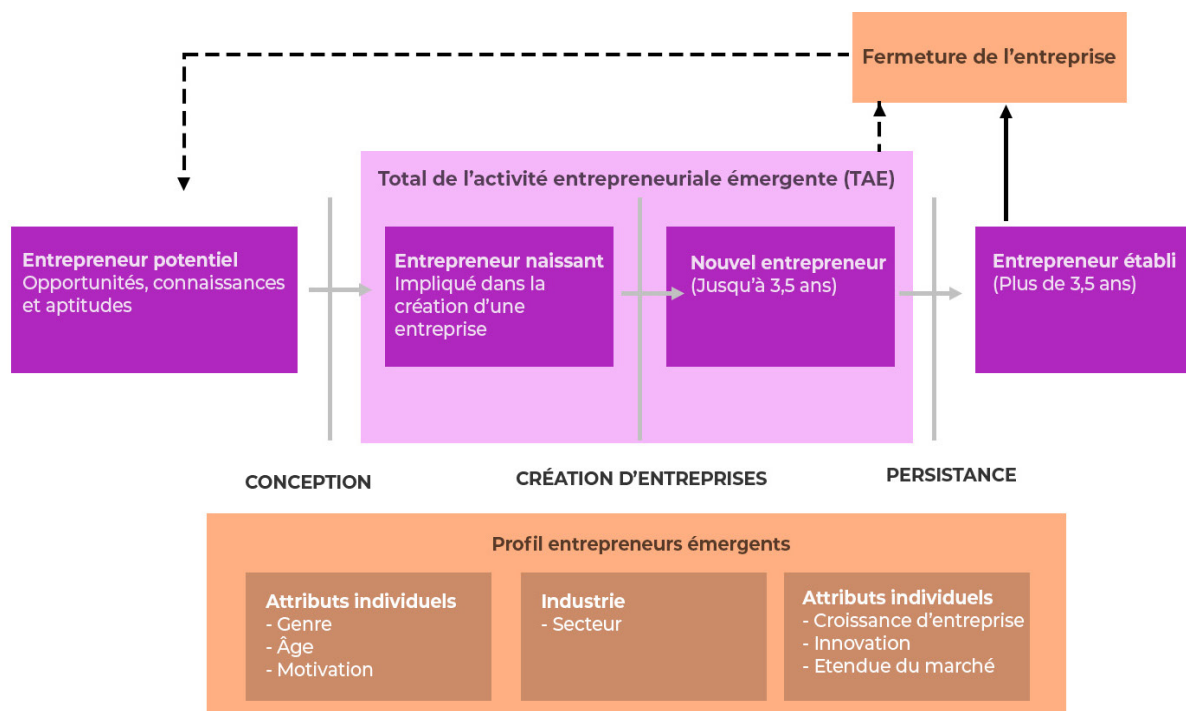 Fermeture de l'entreprise
Total de l'activité entrepreneuriale émergente (TAE)
Entrepreneur potentiel
Opportunités, connaissances
et aptitudes
Entrepreneur naissant
Impliqué dans la
création d'une
entreprise
Nouvel entrepreneur
(Jusqu'à 3,5 ans)
Entrepreneur établi
(Plus de 3,5 ans)
CONCEPTION
CRÉATION D'ENTREPRISES
PERSISTANCE
Profil entrepreneurs émergents
Attributs individuels
- Genre
- Âge
- Motivation
Industrie
- Secteur
Attributs individuels
- Croissance d'entreprise
- Innovation
- Etendue du marché